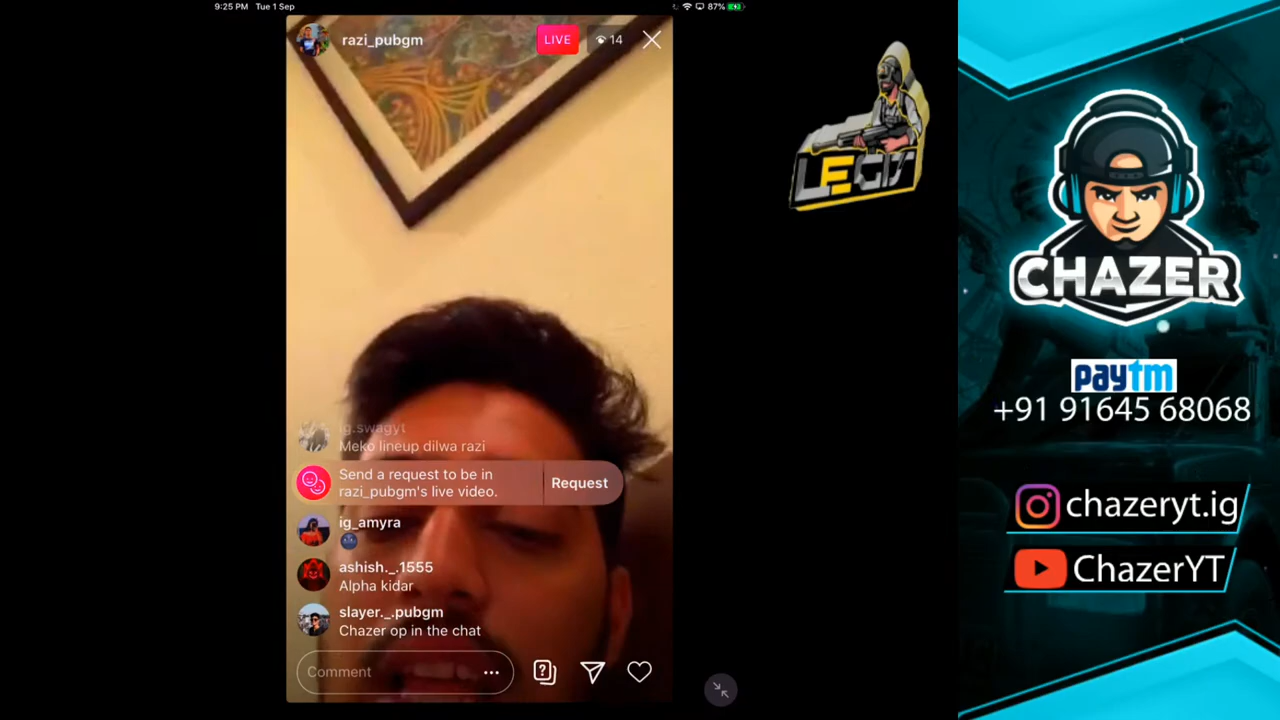 9:25 PM Tue 1 Sep
87%
razi_pubgm
LIVE
14
ig.swagyt
Meko lineup dilwa razi
Send a request to be in
razi_pubgm's live video.
Request
ig_amyra
ashish._.1555
Alpha kidar
slayer._.pubgm
Chazer op in the chat
Comment
LEGIS
CHAZER
paytm
+91 91645 68068
chazeryt.ig
ChazerYT